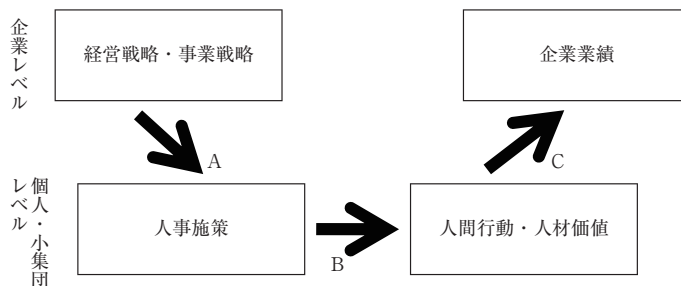 企業レベル
経営戦略・事業戦略
企業業績
A
C
個人・小集団
レベル
人事施策
人間行動・人材価値
B